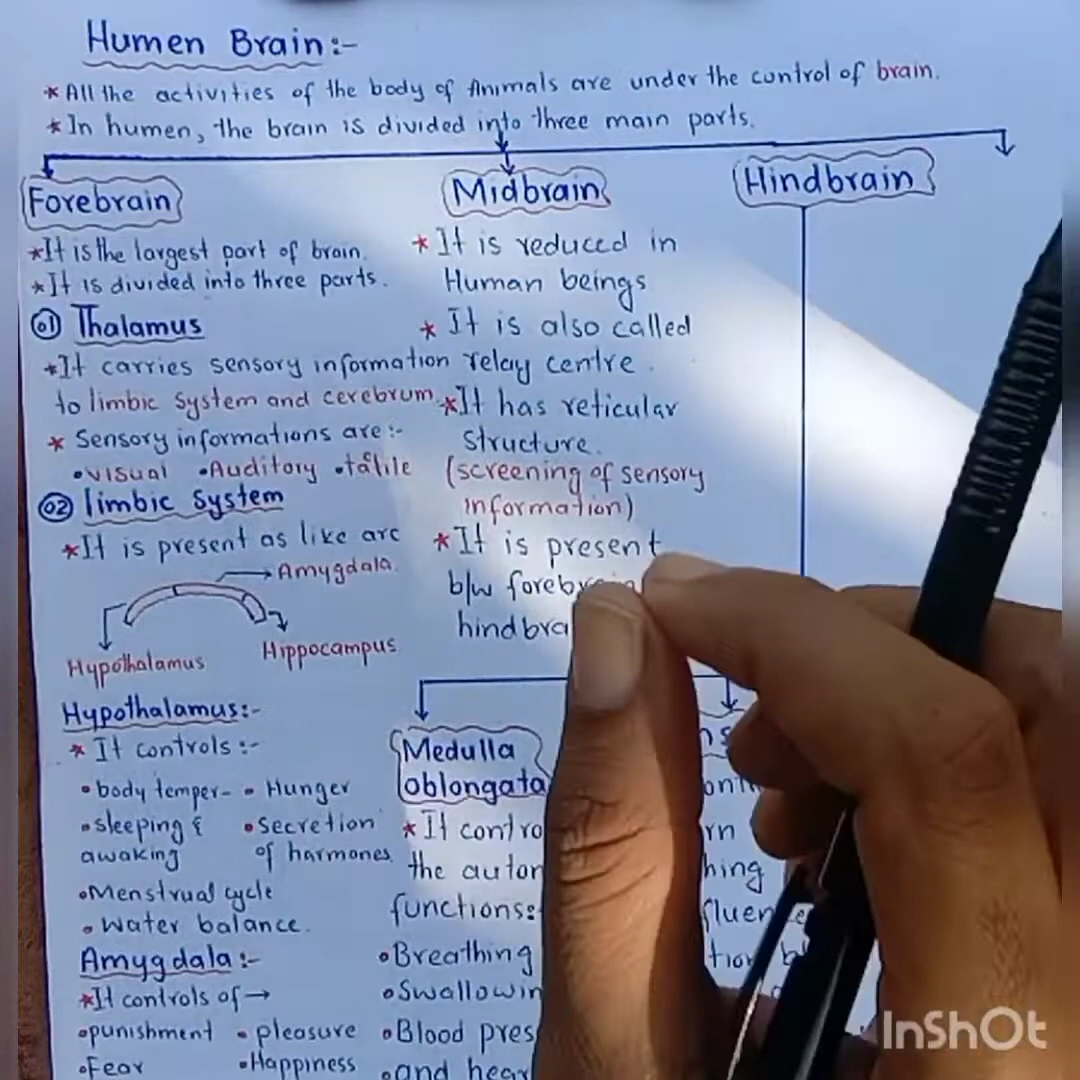 Humen Brain:-
* All the activities of the body of Animals are under the control of brain.
* In humen, the brain is divided into three main parts.
Forebrain
* It is the largest part of brain.
* It is divided into three parts.
01 Thalamus
* It carries sensory information
to limbic system and cerebrum
* Sensory informations are:-
• visual • Auditory
02 limbic system
* It is present as like arc
Amygdala
Hypothalamus
Hippocampus
Hypothalamus:-
* It controls:-
• body temper- • Hunger
• sleeping & • secretion
awaking of harmones
• Menstrual cycle
• water balance.
Amygdala:-
* It controls of →
• punishment • pleasure
• Fear • Happiness
Midbrain
* It is reduced in
Human beings
* It is also called
relay centre.
* It has reticular
structure.
(screening of sensory
information)
* It is present
b/w
Hindbrain
Medulla
oblongata
* It
the
functions:
• Breathing
• Blood
• and
InShOt